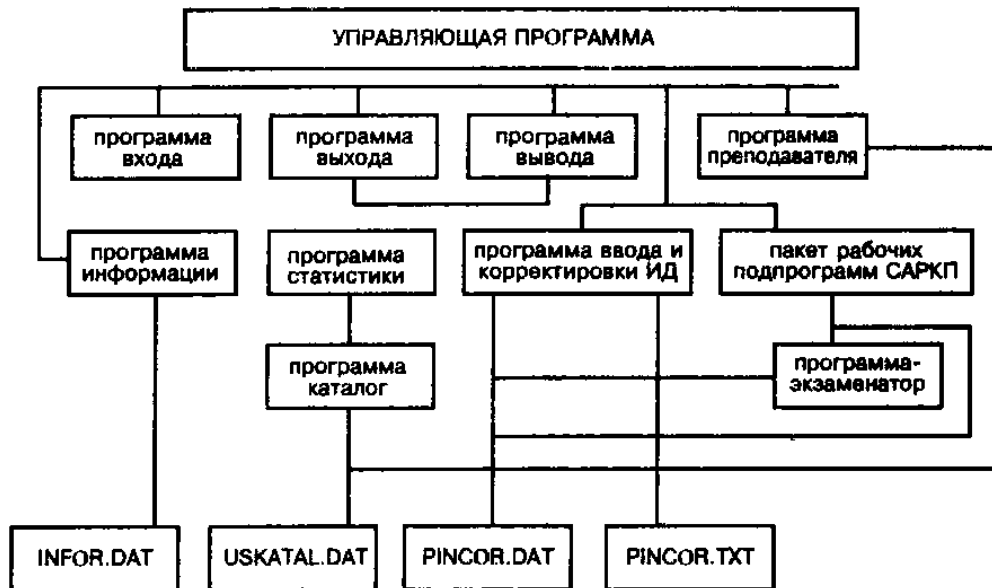 УПРАВЛЯЮЩАЯ ПРОГРАММА
программа
входа
программа
выхода
программа
вывода
программа
преподавателя
программа
информации
программа
статистики
программа ввода и
корректировки ИД
пакет рабочих
подпрограмм САРКП
программа
каталог
программа-
экзаменатор
INFOR.DAT
USKATAL.DAT
PINCOR.DAT
PINCOR.TXT